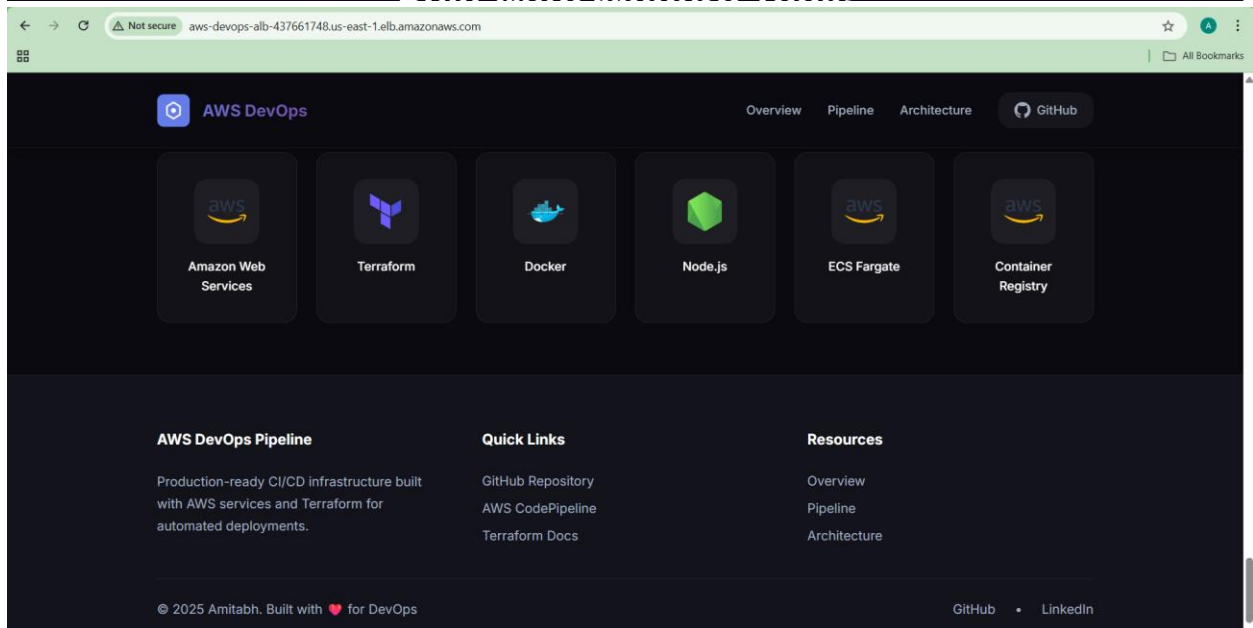 Not secure
aws-devops-alb-437661748.us-east-1.elb.amazonaws.com
A
All Bookmarks
AWS DevOps
Overview
Pipeline
Architecture
GitHub
aws
aws
aws
Amazon Web
Services
Terraform
Docker
Node.js
ECS Fargate
Container
Registry
AWS DevOps Pipeline
Production-ready CI/CD infrastructure built
with AWS services and Terraform for
automated deployments.
Quick Links
GitHub Repository
AWS CodePipeline
Terraform Docs
Resources
Overview
Pipeline
Architecture
© 2025 Amitabh. Built with ❤️ for DevOps
GitHub • LinkedIn